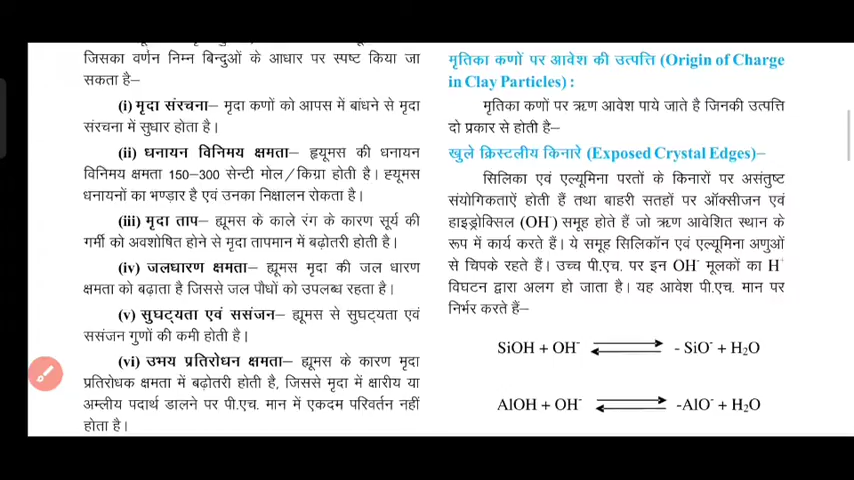 जिसका वर्णन निम्न बिन्दुओं के आधार पर स्पष्ट किया जा
सकता है–
(i) मृदा संरचना– मृदा कणों को आपस में बांधने से मृदा
संरचना में सुधार होता है।
(ii) धनायन विनिमय क्षमता– हृयूमस की धनायन
विनिमय क्षमता 150-300 सेन्टी मोल/किग्रा होती है। ह्यूमस
धनायनों का भण्डार है एवं उनका निक्षालन रोकता है।
(iii) मृदा ताप– ह्यूमस के काले रंग के कारण सूर्य की
गर्मी को अवशोषित होने से मृदा तापमान में बढ़ोतरी होती है।
(iv) जलधारण क्षमता– ह्यूमस मृदा की जल धारण
क्षमता को बढ़ाता है जिससे जल पौधों को उपलब्ध रहता है।
(v) सुघट्यता एवं ससंजन– ह्यूमस से सुघट्यता एवं
ससंजन गुणों की कमी होती है।
(vi) उभय प्रतिरोधन क्षमता– ह्यूमस के कारण मृदा
प्रतिरोधक क्षमता में बढ़ोतरी होती है, जिससे मृदा में क्षारीय या
अम्लीय पदार्थ डालने पर पी.एच. मान में एकदम परिवर्तन नहीं
होता है।
मृतिका कणों पर आवेश की उत्पत्ति (Origin of Charge
in Clay Particles) :
मृतिका कणों पर ऋण आवेश पाये जाते है जिनकी उत्पत्ति
दो प्रकार से होती है–
खुले क्रिस्टलीय किनारे (Exposed Crystal Edges)–
सिलिका एवं एल्यूमिना परतों के किनारों पर असंतुष्ट
संयोगिकताऐं होती हैं तथा बाहरी सतहों पर ऑक्सीजन एवं
हाइड्रोक्सिल (OH⁻) समूह होते हैं जो ऋण आवेशित स्थान के
रूप में कार्य करते हैं। ये समूह सिलिकॉन एवं एल्यूमिना अणुओं
से चिपके रहते हैं। उच्च पी.एच. पर इन OH⁻ मूलकों का H⁺
विघटन द्वारा अलग हो जाता है। यह आवेश पी.एच. मान पर
निर्भर करते हैं–
SiOH + OH⁻ ⇌ - SiO⁻ + H₂O
AlOH + OH⁻ ⇌ -AlO⁻ + H₂O